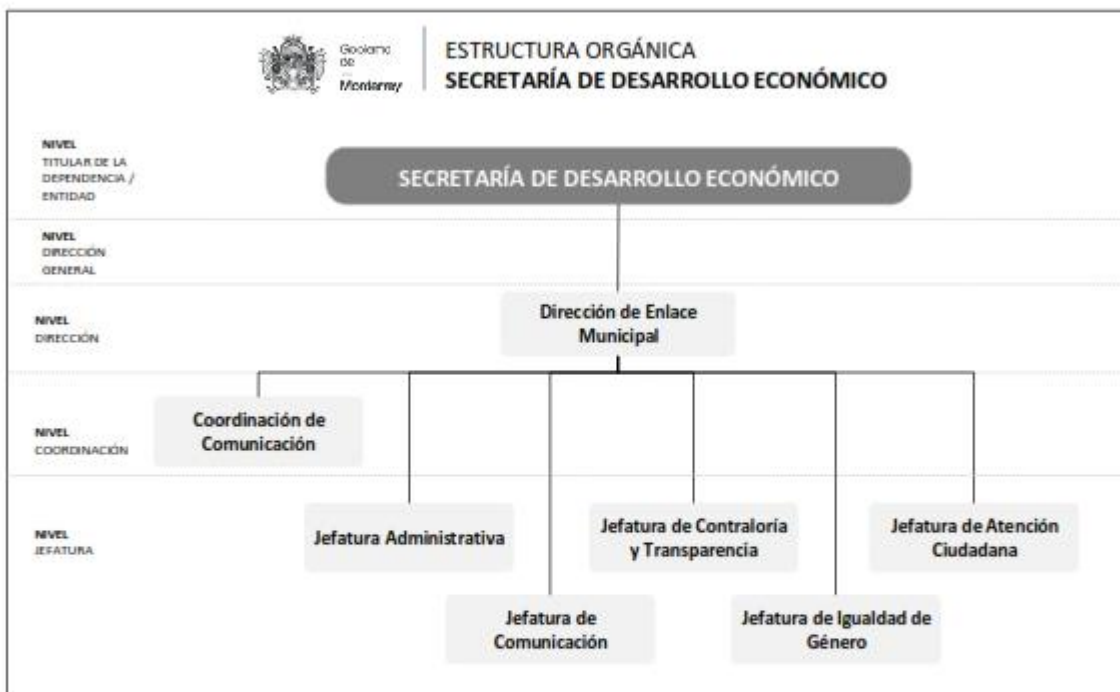 Gobierno
de
Monterrey
ESTRUCTURA ORGÁNICA
SECRETARÍA DE DESARROLLO ECONÓMICO
NIVEL
TITULAR DE LA
DEPENDENCIA /
ENTIDAD
SECRETARÍA DE DESARROLLO ECONÓMICO
NIVEL
DIRECCIÓN
GENERAL
NIVEL
DIRECCIÓN
Dirección de Enlace
Municipal
NIVEL
COORDINACIÓN
Coordinación de
Comunicación
NIVEL
JEFATURA
Jefatura Administrativa
Jefatura de Contraloría
y Transparencia
Jefatura de Atención
Ciudadana
Jefatura de
Comunicación
Jefatura de Igualdad de
Género